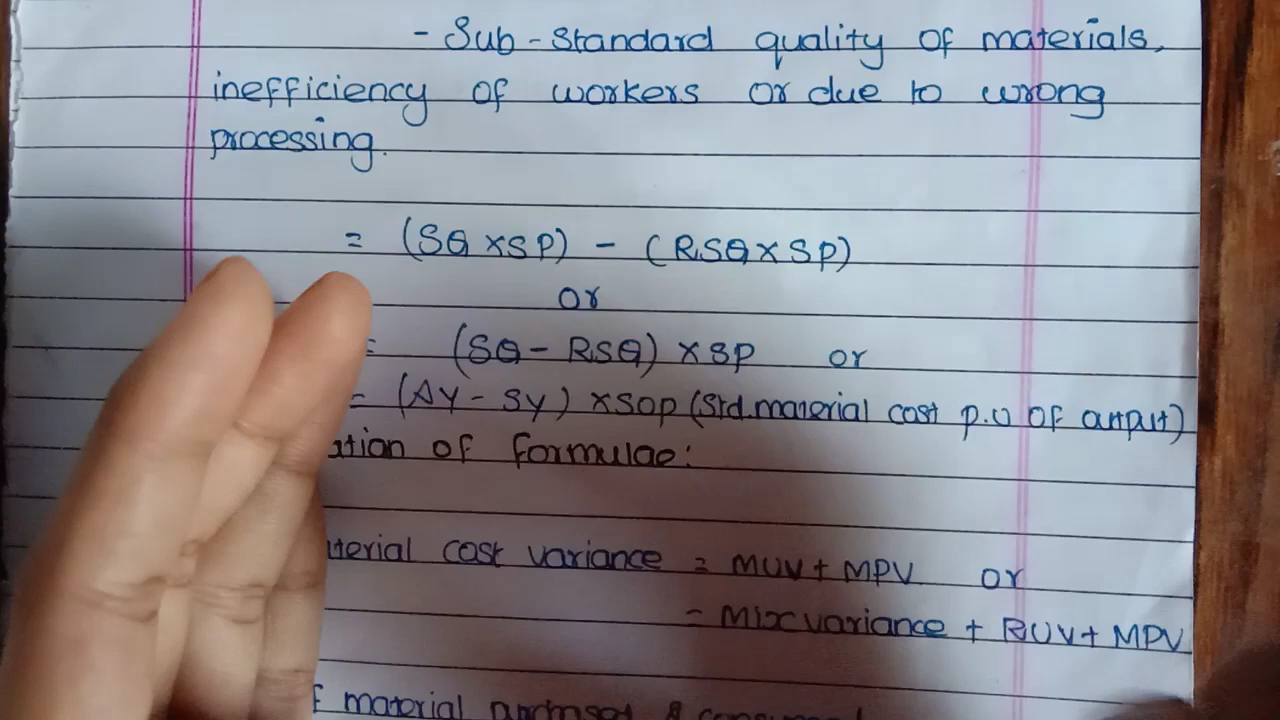 - Sub-standard quality of materials,
inefficiency of workers or due to wrong
processing.
= (SQ x SP) - (RSQ x SP)
or
= (SQ - RSQ) x SP or
= (AY - SY) x SOP (Std. material cost p.u of output)
ation of formulae:
terial cost variance = MUV + MPV or
= Mix variance + RUV + MPV
f material